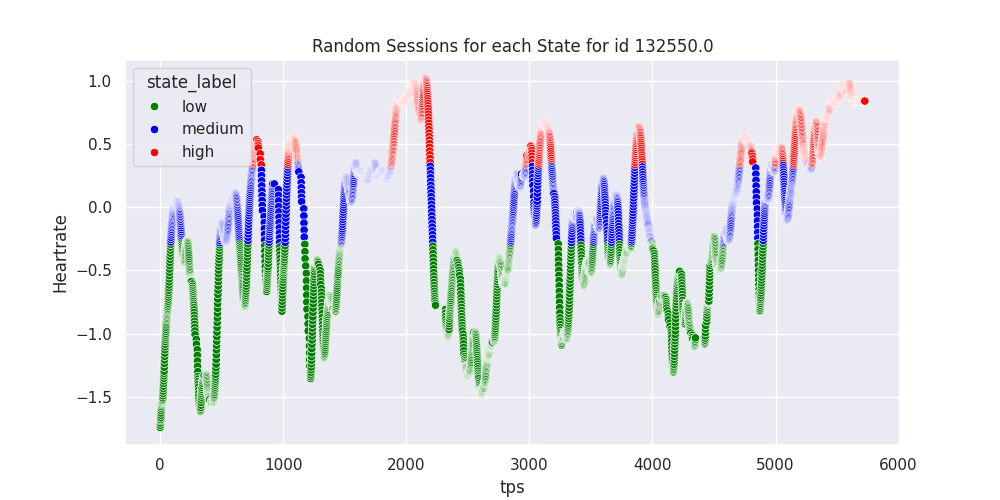 Random Sessions for each State for id 132550.0
state_label
low
medium
high
Heartrate
1.0
0.5
0.0
−0.5
−1.0
−1.5
0 1000 2000 3000 4000 5000 6000
tps